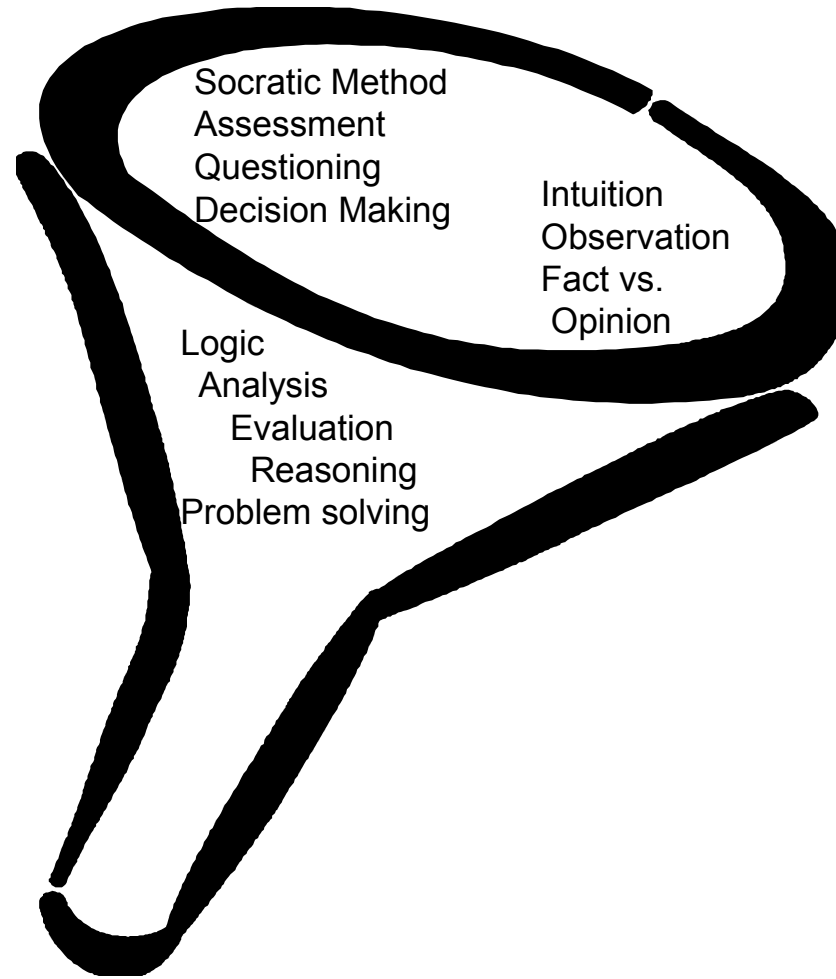 Socratic Method
Assessment
Questioning
Decision Making
Intuition
Observation
Fact vs.
Opinion
Logic
Analysis
Evaluation
Reasoning
Problem solving